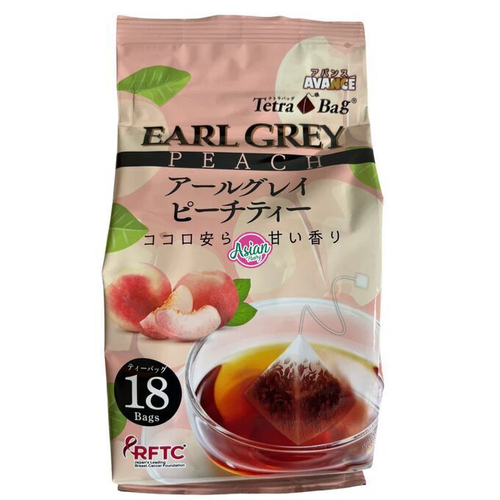 アバンス
AVANCE
テトラバッグ
Tetra Bag®
EARL GREY
PEACH
アールグレイ
ピーチティー
ココロ安ら 甘い香り
Asian
ティーバッグ
18
Bags
RFTC®
Japan's Leading
Breast Cancer Foundation